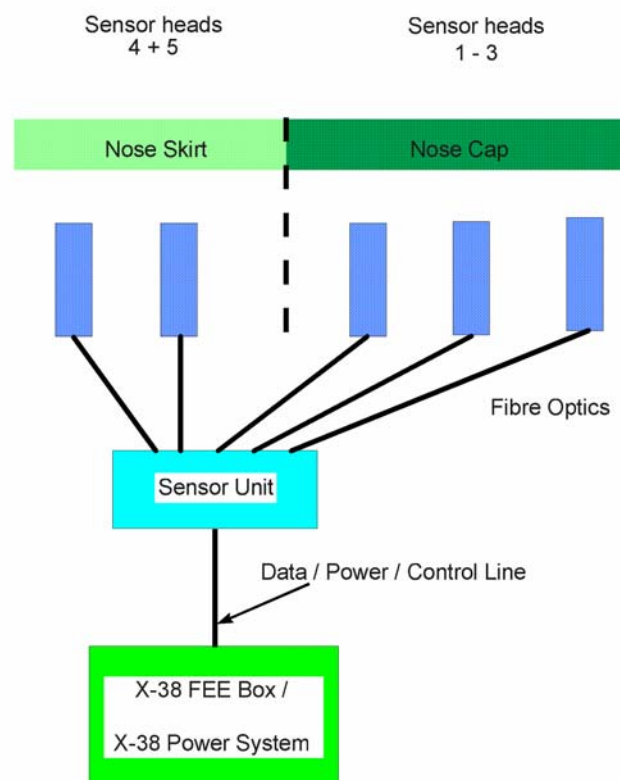 Sensor heads
4 + 5
Sensor heads
1 - 3
Nose Skirt
Nose Cap
Fibre Optics
Sensor Unit
Data / Power / Control Line
X-38 FEE Box /
X-38 Power System